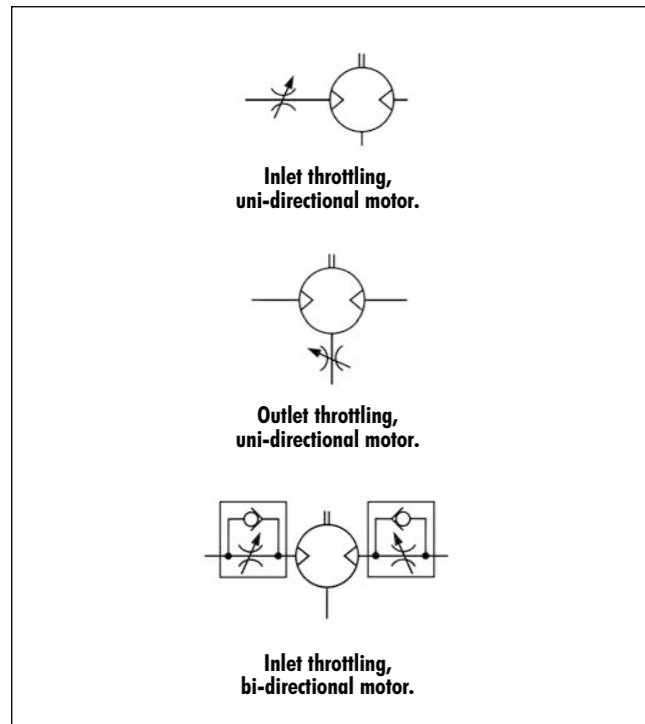 Inlet throttling,
uni-directional motor.
Outlet throttling,
uni-directional motor.
Inlet throttling,
bi-directional motor.